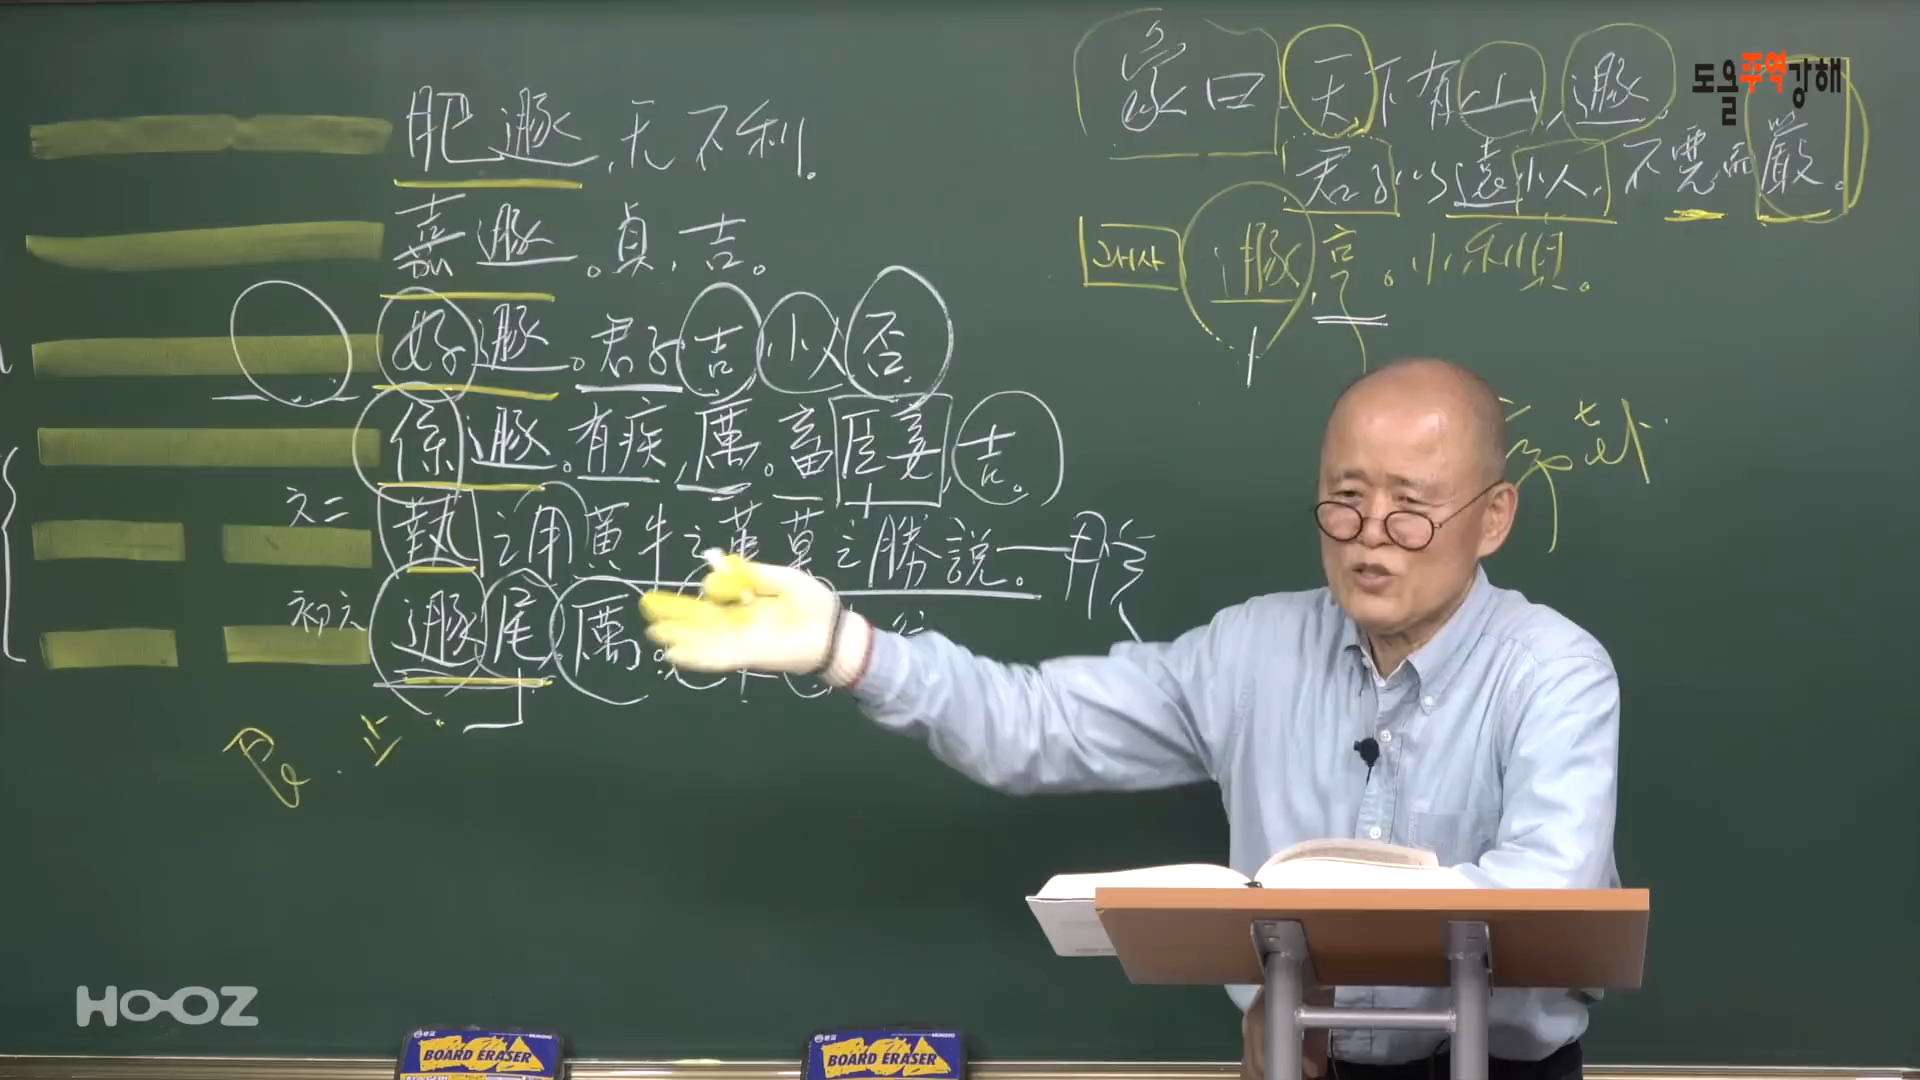 肥遯,无不利。
嘉遯。貞,吉。
好遯。君子吉小人否
係遯。有疾,厲。畜臣妾,吉。
六二
執之用黃牛之革莫之勝說。
初六
遯尾,厲。
艮.止
象曰.天下有山,遯。
君子以遠小人,不惡而嚴。
괘사
遯,亨。小利貞。
도올주역강해
HOOZ
BOARD ERASER
BOARD ERASER